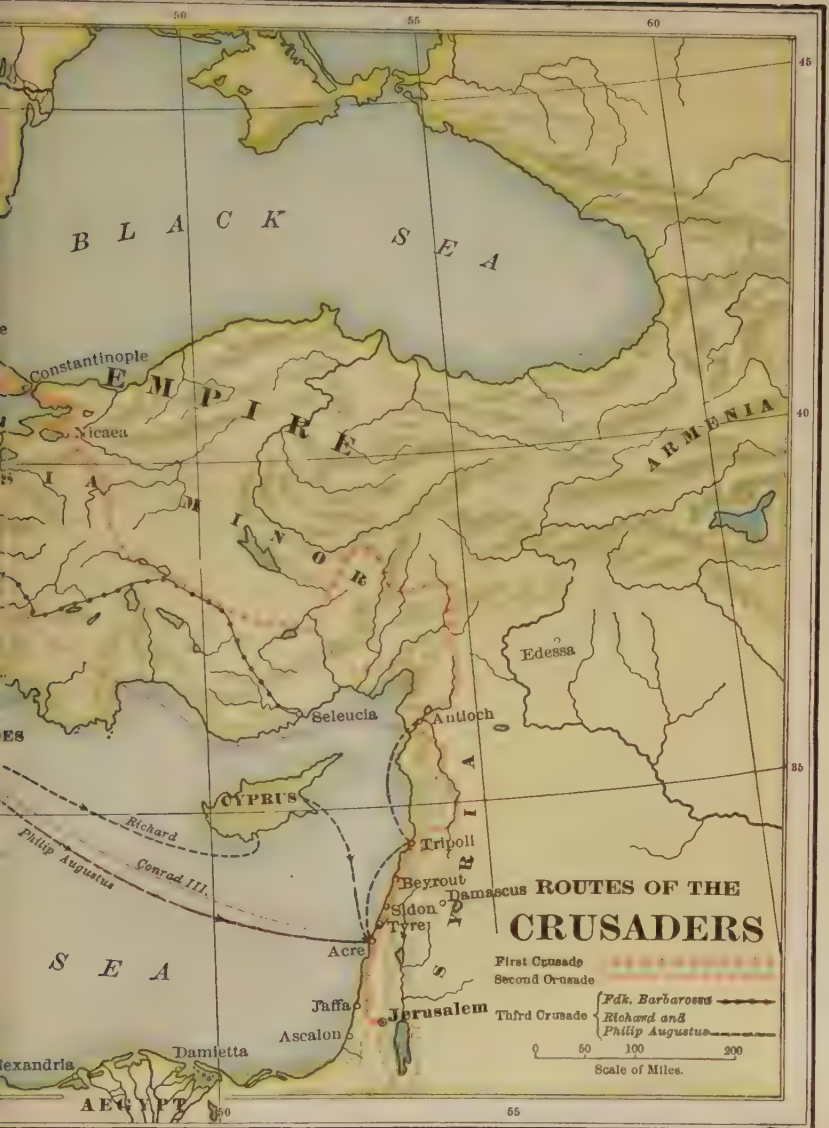 50
55
60
45
BLACK SEA
Constantinople
EMPIRE
Nicaea
40
ARMENIA
I A
MINOR
Edessa
Seleucia
Antioch
ES
35
CYPRUS
Richard
Philip Augustus
Conrad III.
Tripoli
SYRIA
Beyrout
Damascus
Sidon
Tyre
Acre
SEA
Jaffa
Jerusalem
Ascalon
Damietta
lexandria
AEGYPT
ROUTES OF THE
CRUSADERS
First Crusade
Second Crusade
Third Crusade
Fdk. Barbarossa
Richard and
Philip Augustus
0 50 100 200
Scale of Miles.
50
55